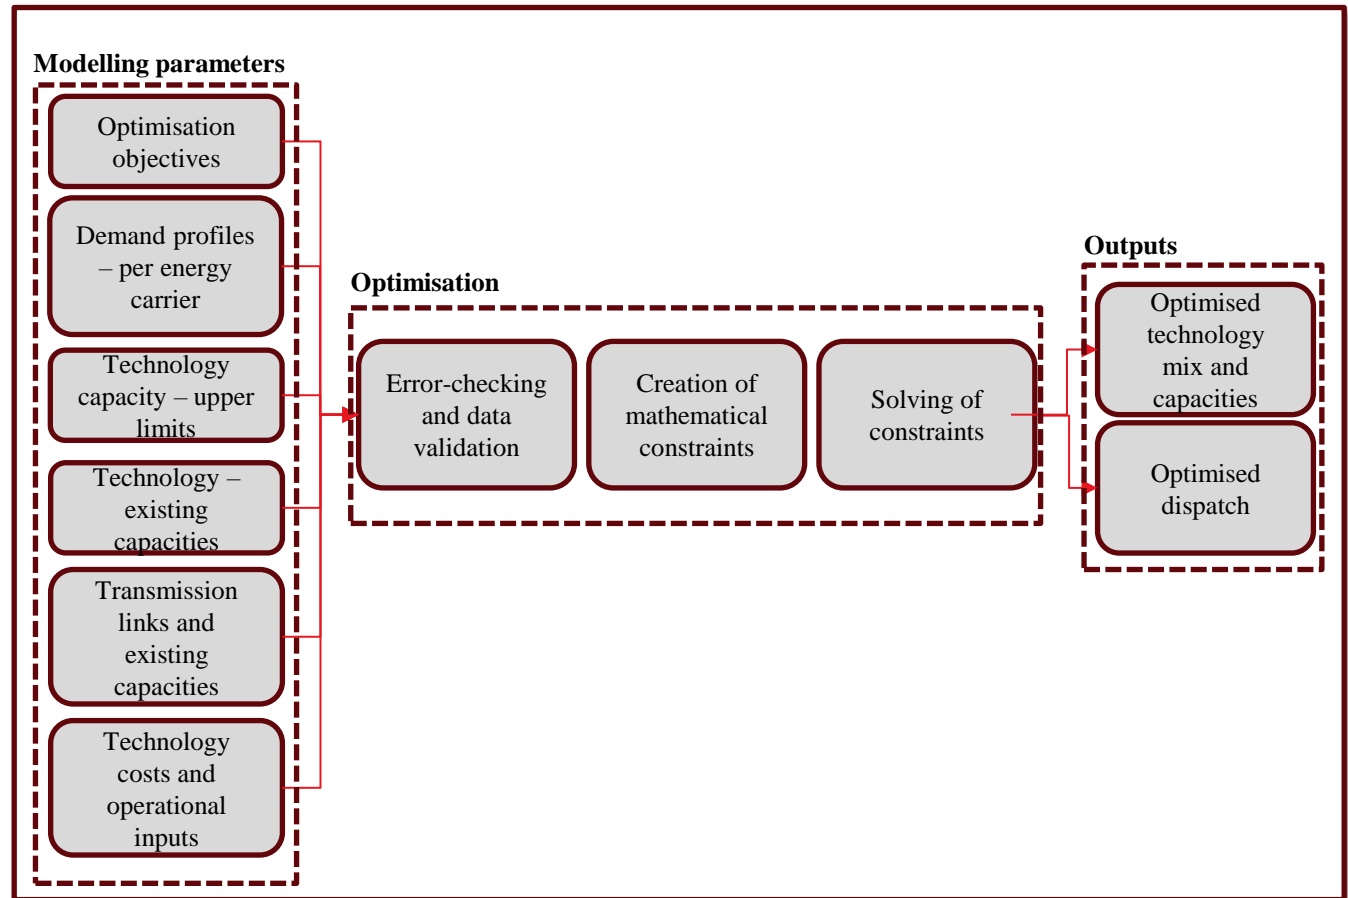 Modelling parameters
Optimisation
objectives
Demand profiles
– per energy
carrier
Technology
capacity – upper
limits
Technology –
existing
capacities
Transmission
links and
existing
capacities
Technology
costs and
operational
inputs
Optimisation
Error-checking
and data
validation
Creation of
mathematical
constraints
Solving of
constraints
Outputs
Optimised
technology
mix and
capacities
Optimised
dispatch